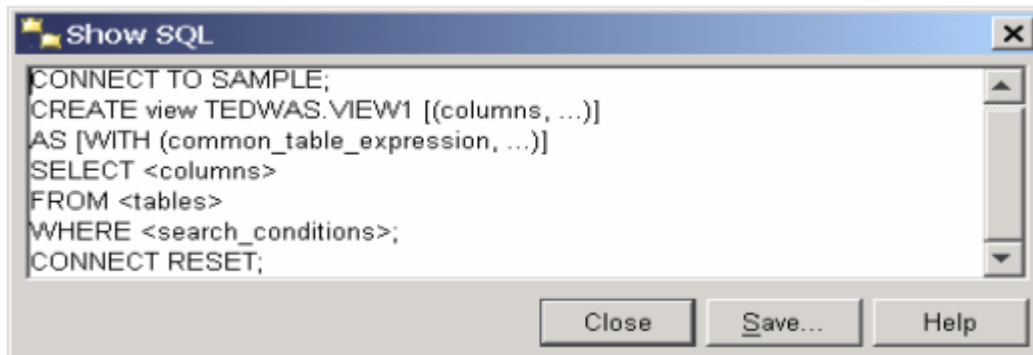 Show SQL
CONNECT TO SAMPLE;
CREATE view TEDWAS.VIEW1 [(columns, ...)]
AS [WITH (common_table_expression, ...)]
SELECT <columns>
FROM <tables>
WHERE <search_conditions>;
CONNECT RESET;
Close Save... Help